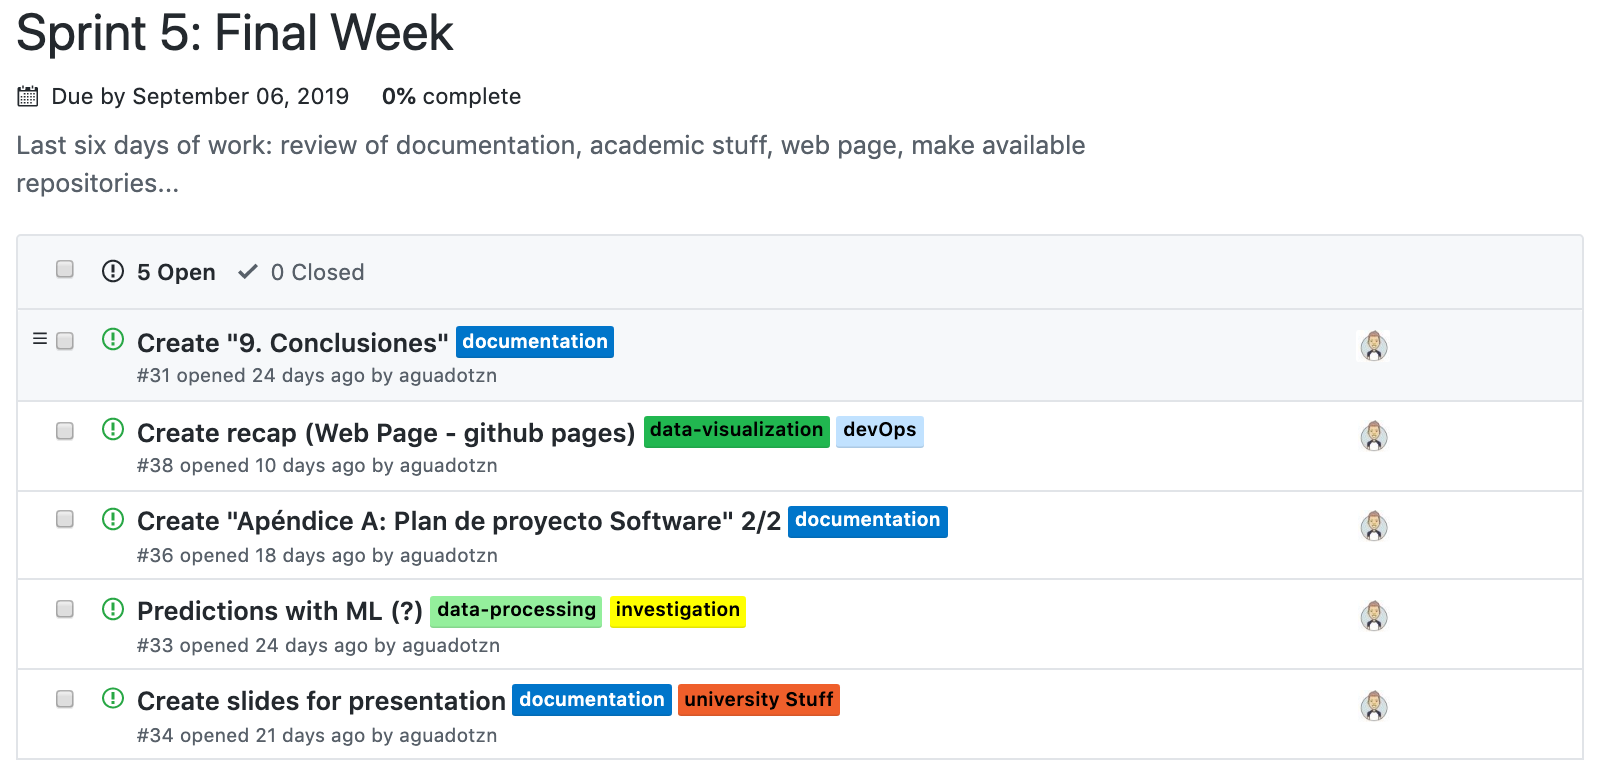 Sprint 5: Final Week
Due by September 06, 2019 0% complete
Last six days of work: review of documentation, academic stuff, web page, make available
repositories...
5 Open 0 Closed
Create "9. Conclusiones" documentation
#31 opened 24 days ago by aguadotzn
Create recap (Web Page - github pages) data-visualization devOps
#38 opened 10 days ago by aguadotzn
Create "Apéndice A: Plan de proyecto Software" 2/2 documentation
#36 opened 18 days ago by aguadotzn
Predictions with ML (?) data-processing investigation
#33 opened 24 days ago by aguadotzn
Create slides for presentation documentation university Stuff
#34 opened 21 days ago by aguadotzn